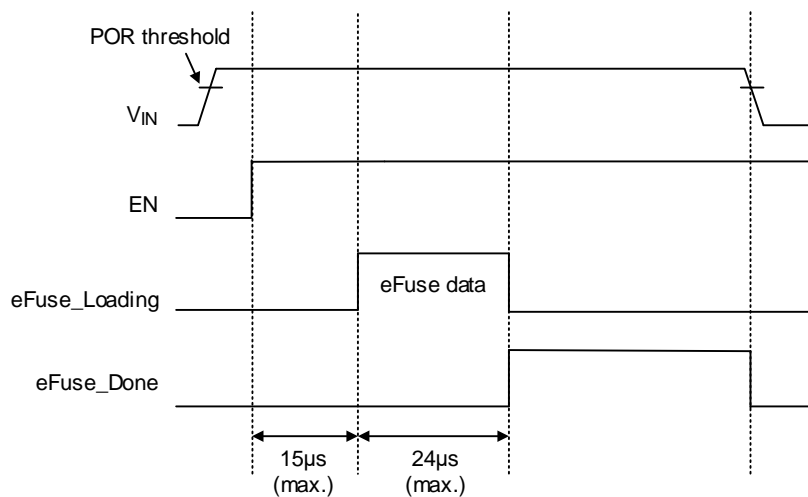 POR threshold
VIN
EN
eFuse_Loading
eFuse data
eFuse_Done
15µs
(max.)
24µs
(max.)